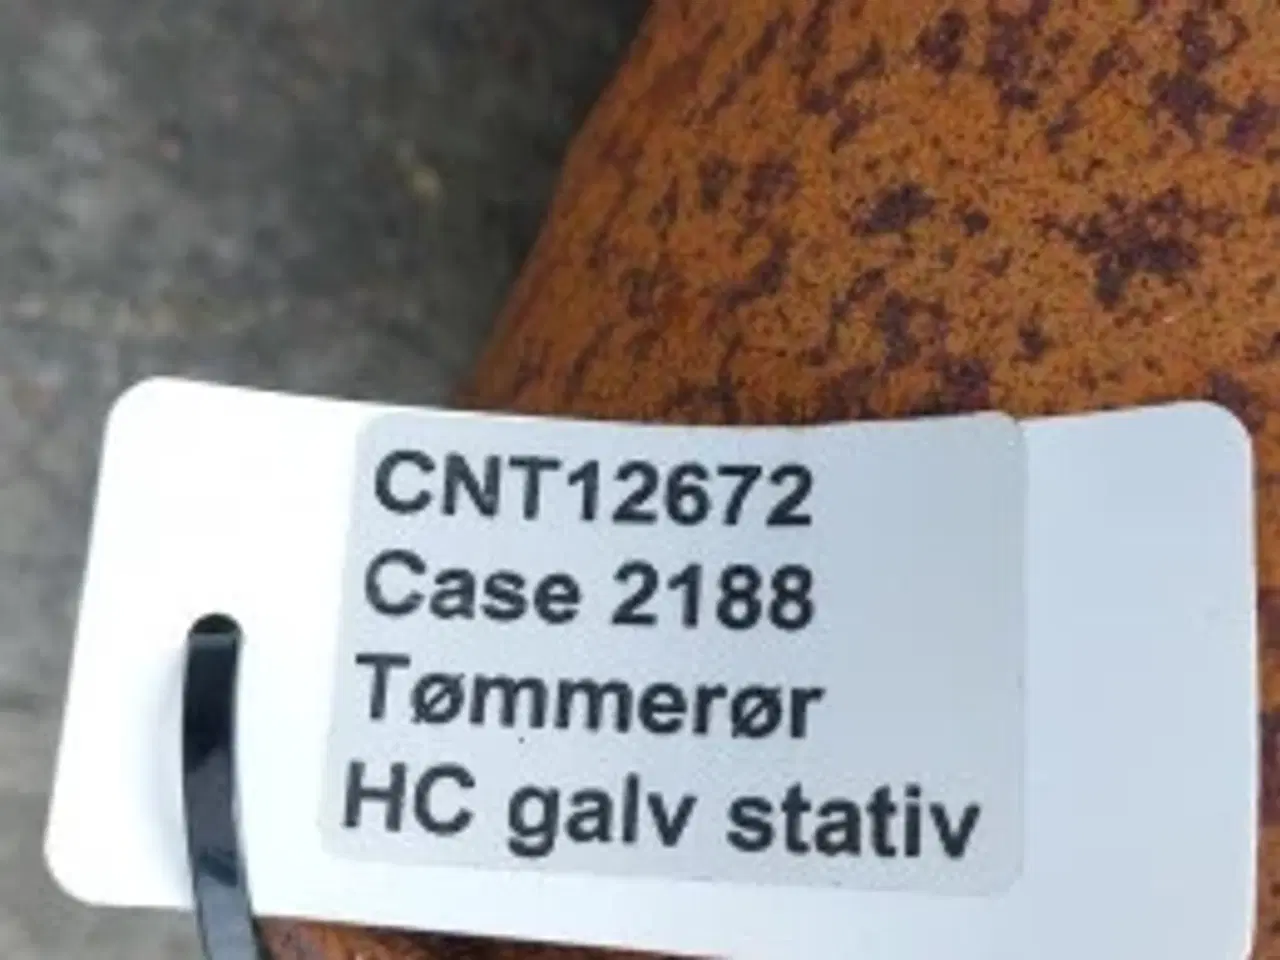 CNT12672
Case 2188
Tømmerør
HC galv stativ